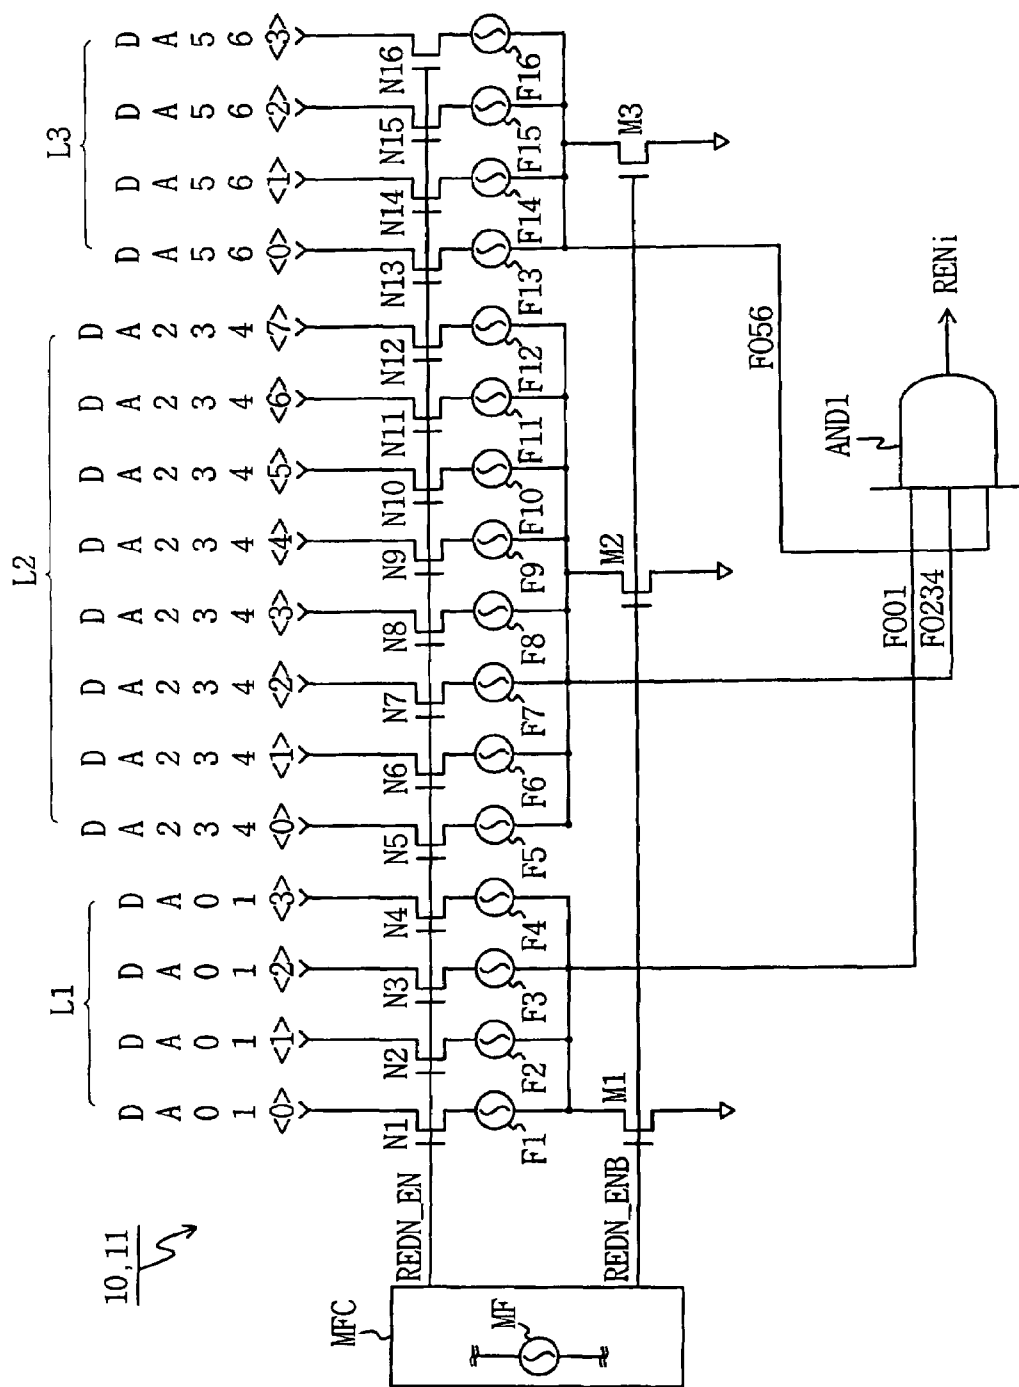 10,11
L1
L2
L3
DA01<0>
DA01<1>
DA01<2>
DA01<3>
DA234<0>
DA234<1>
DA234<2>
DA234<3>
DA234<4>
DA234<5>
DA234<6>
DA234<7>
DA56<0>
DA56<1>
DA56<2>
DA56<3>
MFC
MF
REDN_EN
N1
N2
N3
N4
N5
N6
N7
N8
N9
N10
N11
N12
N13
N14
N15
N16
F1
F2
F3
F4
F5
F6
F7
F8
F9
F10
F11
F12
F13
F14
F15
F16
REDN_ENB
M1
M2
M3
FO01
FO234
FO56
AND1
RENi